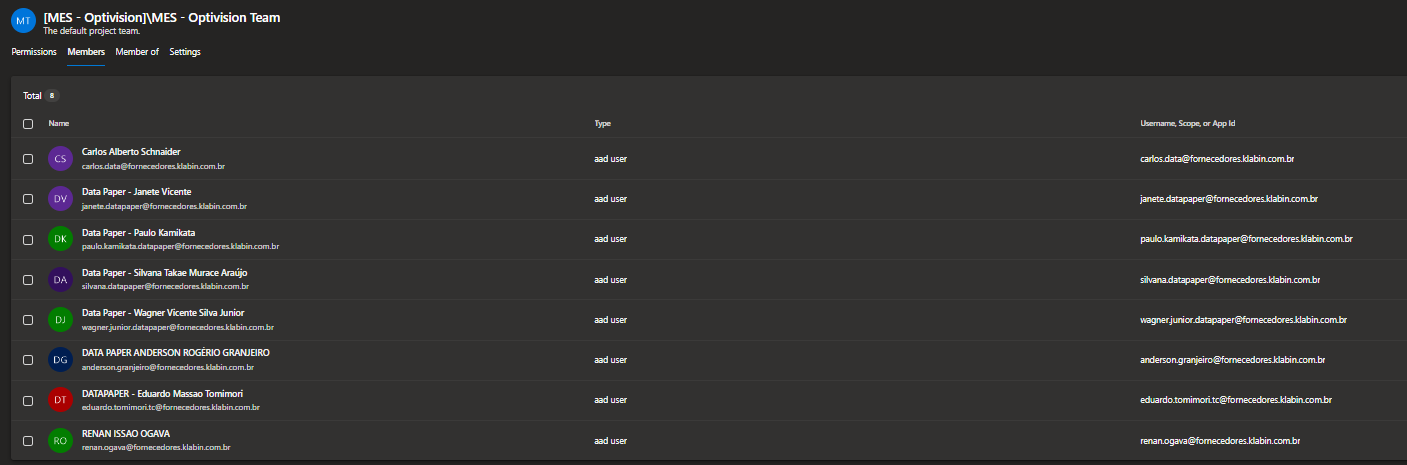 MT
[MES - Optivision]\MES - Optivision Team
The default project team.
Permissions Members Member of Settings
Total 8
Name Type Username, Scope, or App Id
CS Carlos Alberto Schnaider aad user carlos.data@fornecedores.klabin.com.br
carlos.data@fornecedores.klabin.com.br
DV Data Paper - Janete Vicente aad user janete.datapaper@fornecedores.klabin.com.br
janete.datapaper@fornecedores.klabin.com.br
DK Data Paper - Paulo Kamikata aad user paulo.kamikata.datapaper@fornecedores.klabin.com.br
paulo.kamikata.datapaper@fornecedores.klabin.com.br
DA Data Paper - Silvana Takae Murace Araújo aad user silvana.datapaper@fornecedores.klabin.com.br
silvana.datapaper@fornecedores.klabin.com.br
DJ Data Paper - Wagner Vicente Silva Junior aad user wagner.junior.datapaper@fornecedores.klabin.com.br
wagner.junior.datapaper@fornecedores.klabin.com.br
DG DATA PAPER ANDERSON ROGÉRIO GRANJEIRO aad user anderson.granjeiro@fornecedores.klabin.com.br
anderson.granjeiro@fornecedores.klabin.com.br
DT DATAPAPER - Eduardo Massao Tomimori aad user eduardo.tomimori.tc@fornecedores.klabin.com.br
eduardo.tomimori.tc@fornecedores.klabin.com.br
RO RENAN ISSAO OGAVA aad user renan.ogava@fornecedores.klabin.com.br
renan.ogava@fornecedores.klabin.com.br